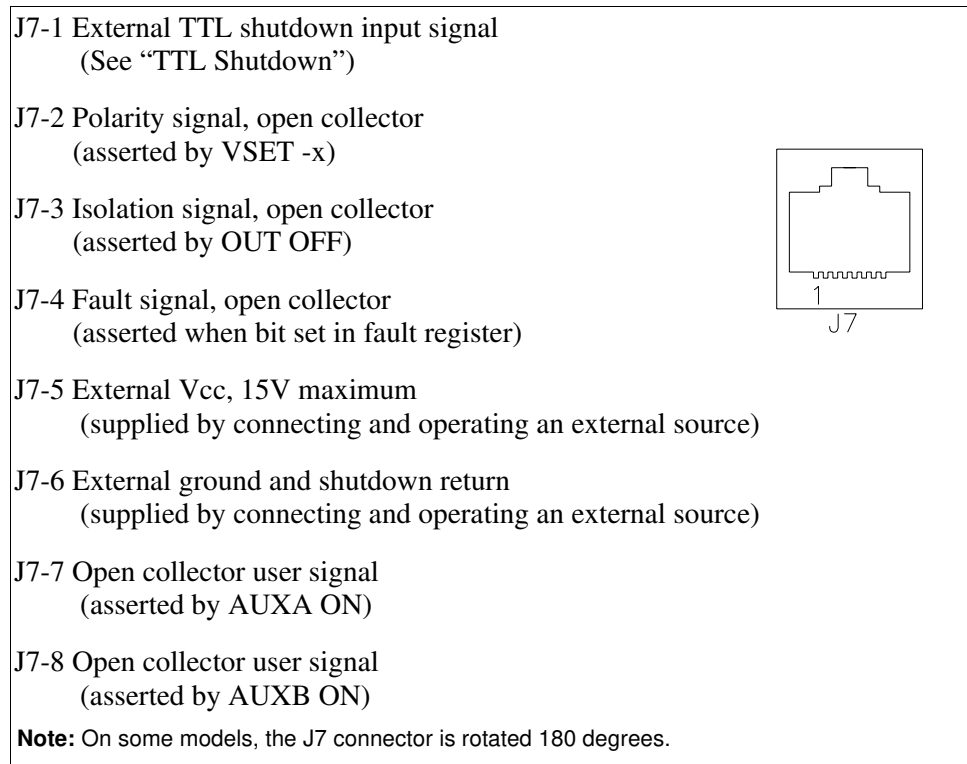 J7-1 External TTL shutdown input signal
(See “TTL Shutdown”)
J7-2 Polarity signal, open collector
(asserted by VSET -x)
J7-3 Isolation signal, open collector
(asserted by OUT OFF)
J7-4 Fault signal, open collector
(asserted when bit set in fault register)
J7-5 External Vcc, 15V maximum
(supplied by connecting and operating an external source)
J7-6 External ground and shutdown return
(supplied by connecting and operating an external source)
J7-7 Open collector user signal
(asserted by AUXA ON)
J7-8 Open collector user signal
(asserted by AUXB ON)
Note: On some models, the J7 connector is rotated 180 degrees.
1
J7